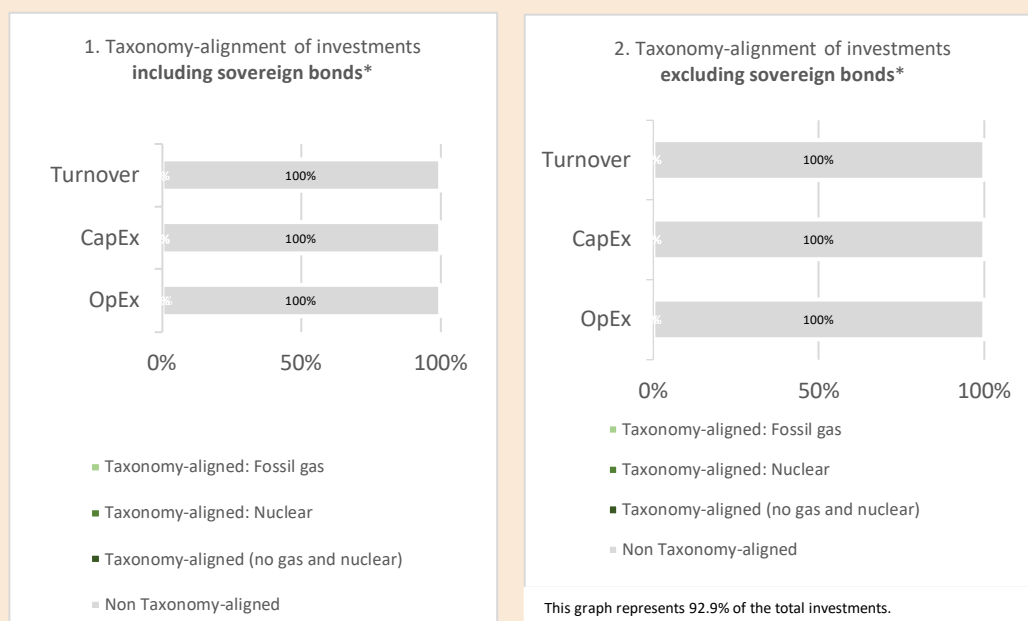 1. Taxonomy-alignment of investments
including sovereign bonds*
Turnover
100%
CapEx
100%
OpEx
100%
0% 50% 100%
Taxonomy-aligned: Fossil gas
Taxonomy-aligned: Nuclear
Taxonomy-aligned (no gas and nuclear)
Non Taxonomy-aligned
2. Taxonomy-alignment of investments
excluding sovereign bonds*
Turnover
100%
CapEx
100%
OpEx
100%
0% 50% 100%
Taxonomy-aligned: Fossil gas
Taxonomy-aligned: Nuclear
Taxonomy-aligned (no gas and nuclear)
Non Taxonomy-aligned
This graph represents 92.9% of the total investments.